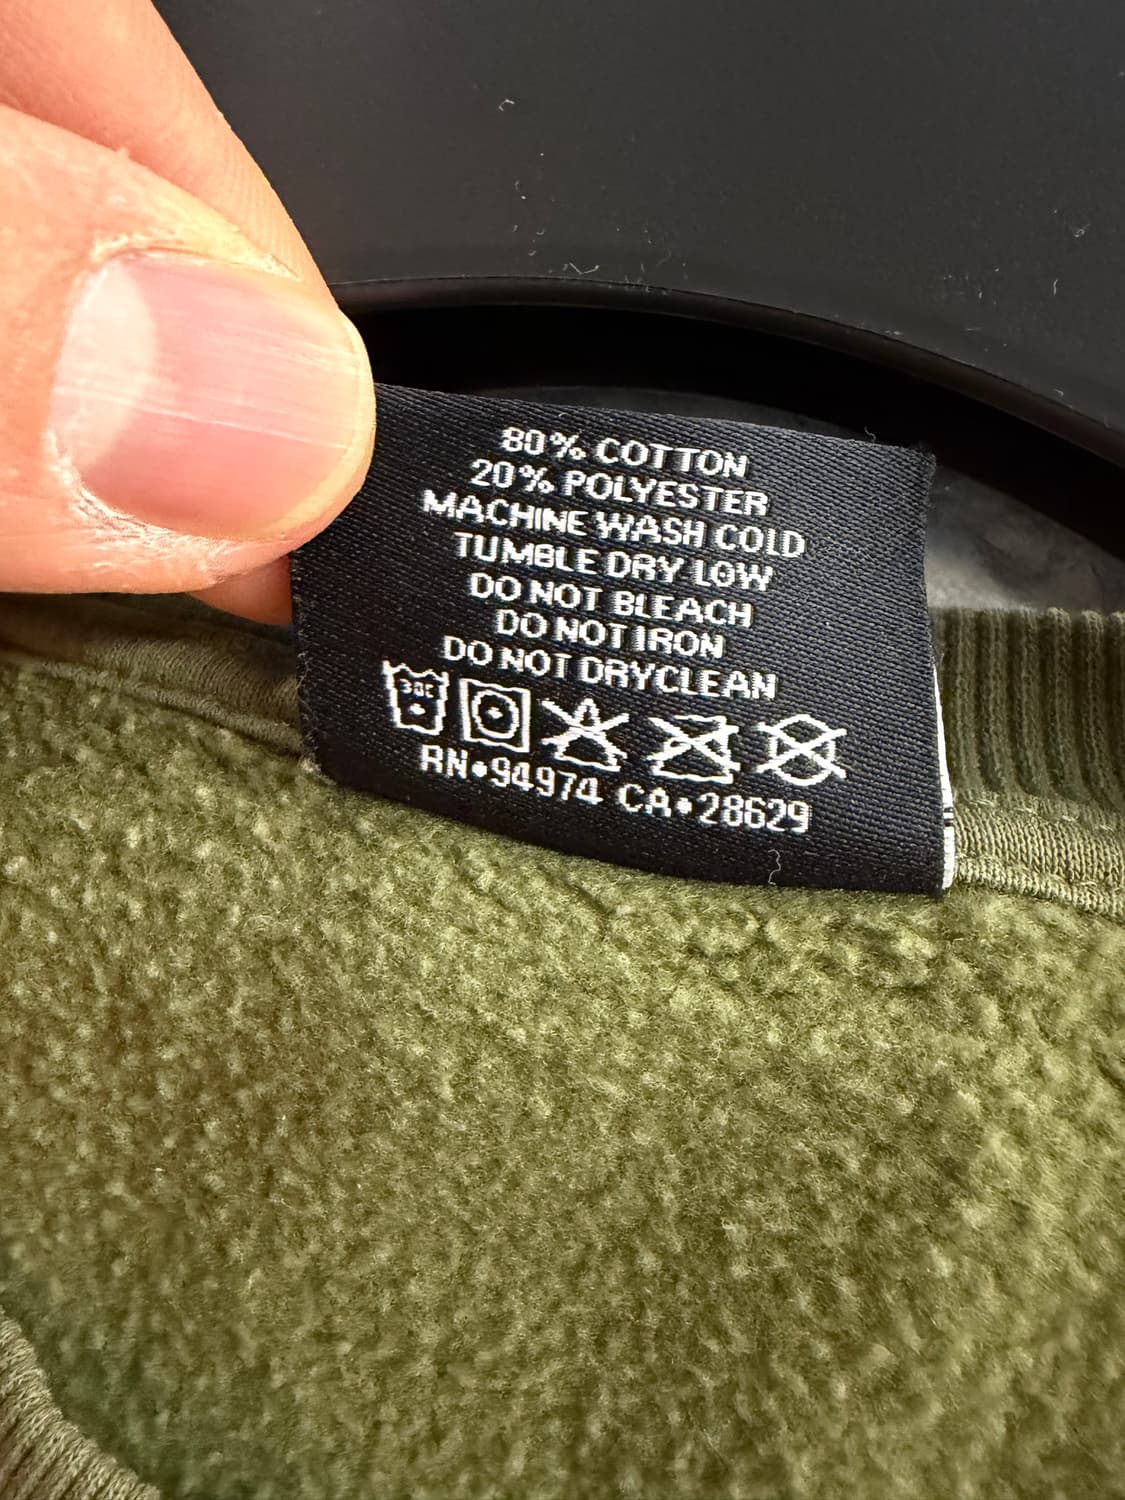 80% COTTON
20% POLYESTER
MACHINE WASH COLD
TUMBLE DRY LOW
DO NOT BLEACH
DO NOT IRON
DO NOT DRYCLEAN
30C
RN•94974 CA•28629